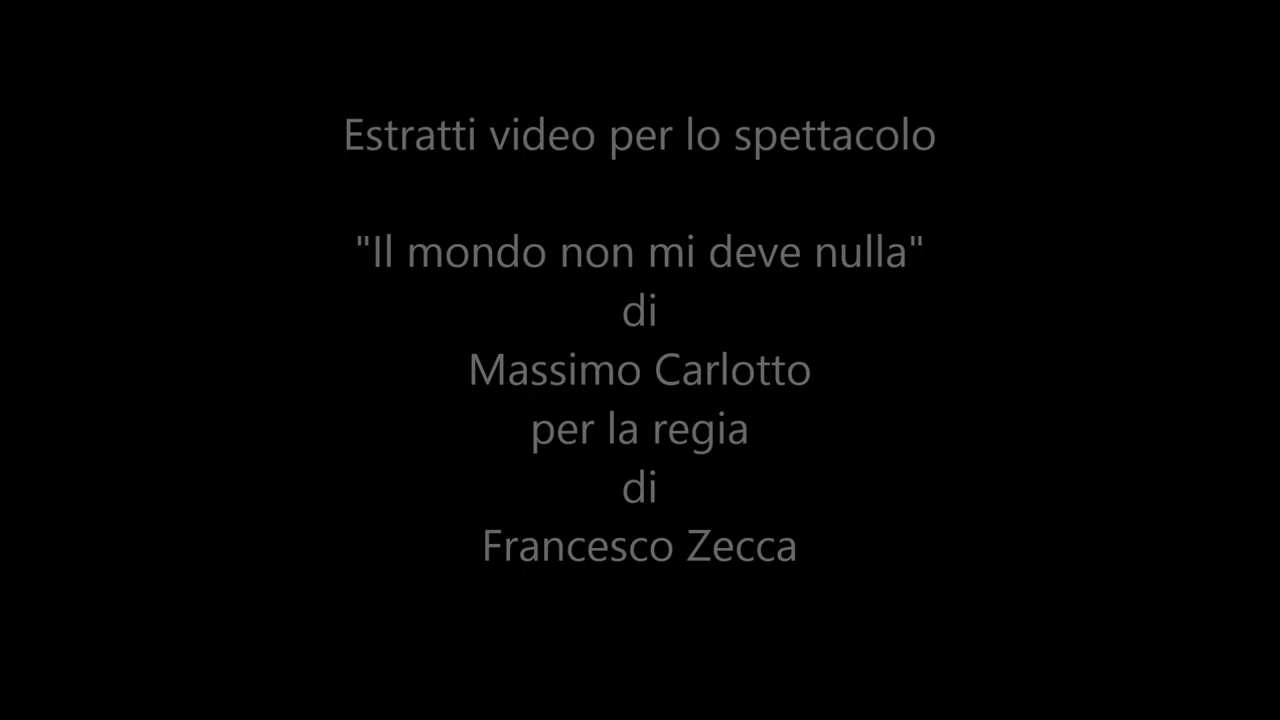 Estratti video per lo spettacolo
"Il mondo non mi deve nulla"
di
Massimo Carlotto
per la regia
di
Francesco Zecca